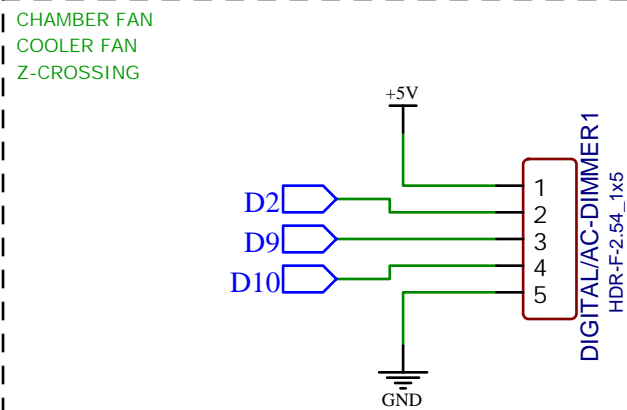 CHAMBER FAN
COOLER FAN
Z-CROSSING
+5V
D2
D9
D10
1
2
3
4
5
DIGITAL/AC-DIMMER1
HDR-F-2.54_1x5
GND